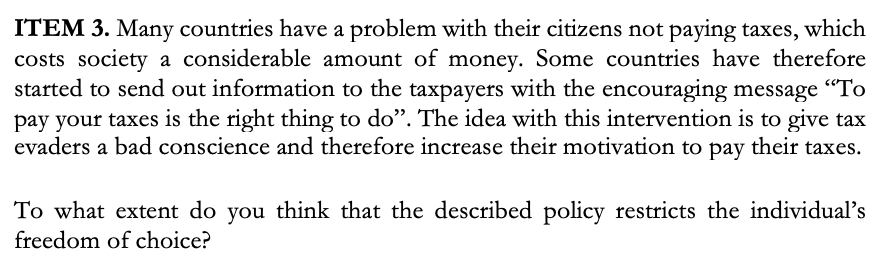 ITEM 3. Many countries have a problem with their citizens not paying taxes, which
costs society a considerable amount of money. Some countries have therefore
started to send out information to the taxpayers with the encouraging message “To
pay your taxes is the right thing to do”. The idea with this intervention is to give tax
evaders a bad conscience and therefore increase their motivation to pay their taxes.
To what extent do you think that the described policy restricts the individual’s
freedom of choice?